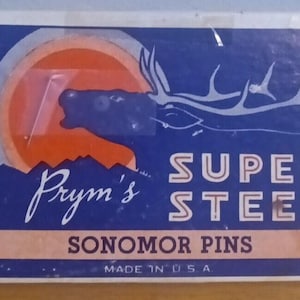 Prym's
SUPE
STEE
SONOMOR PINS
MADE IN U.S.A.